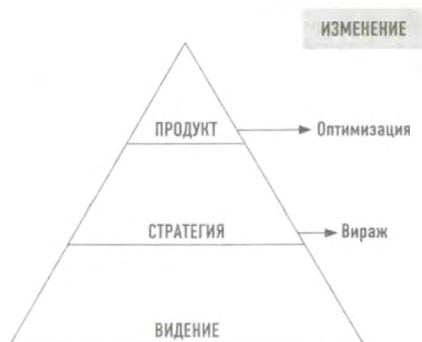 ИЗМЕНЕНИЕ
ПРОДУКТ
Оптимизация
СТРАТЕГИЯ
Вираж
ВИДЕНИЕ